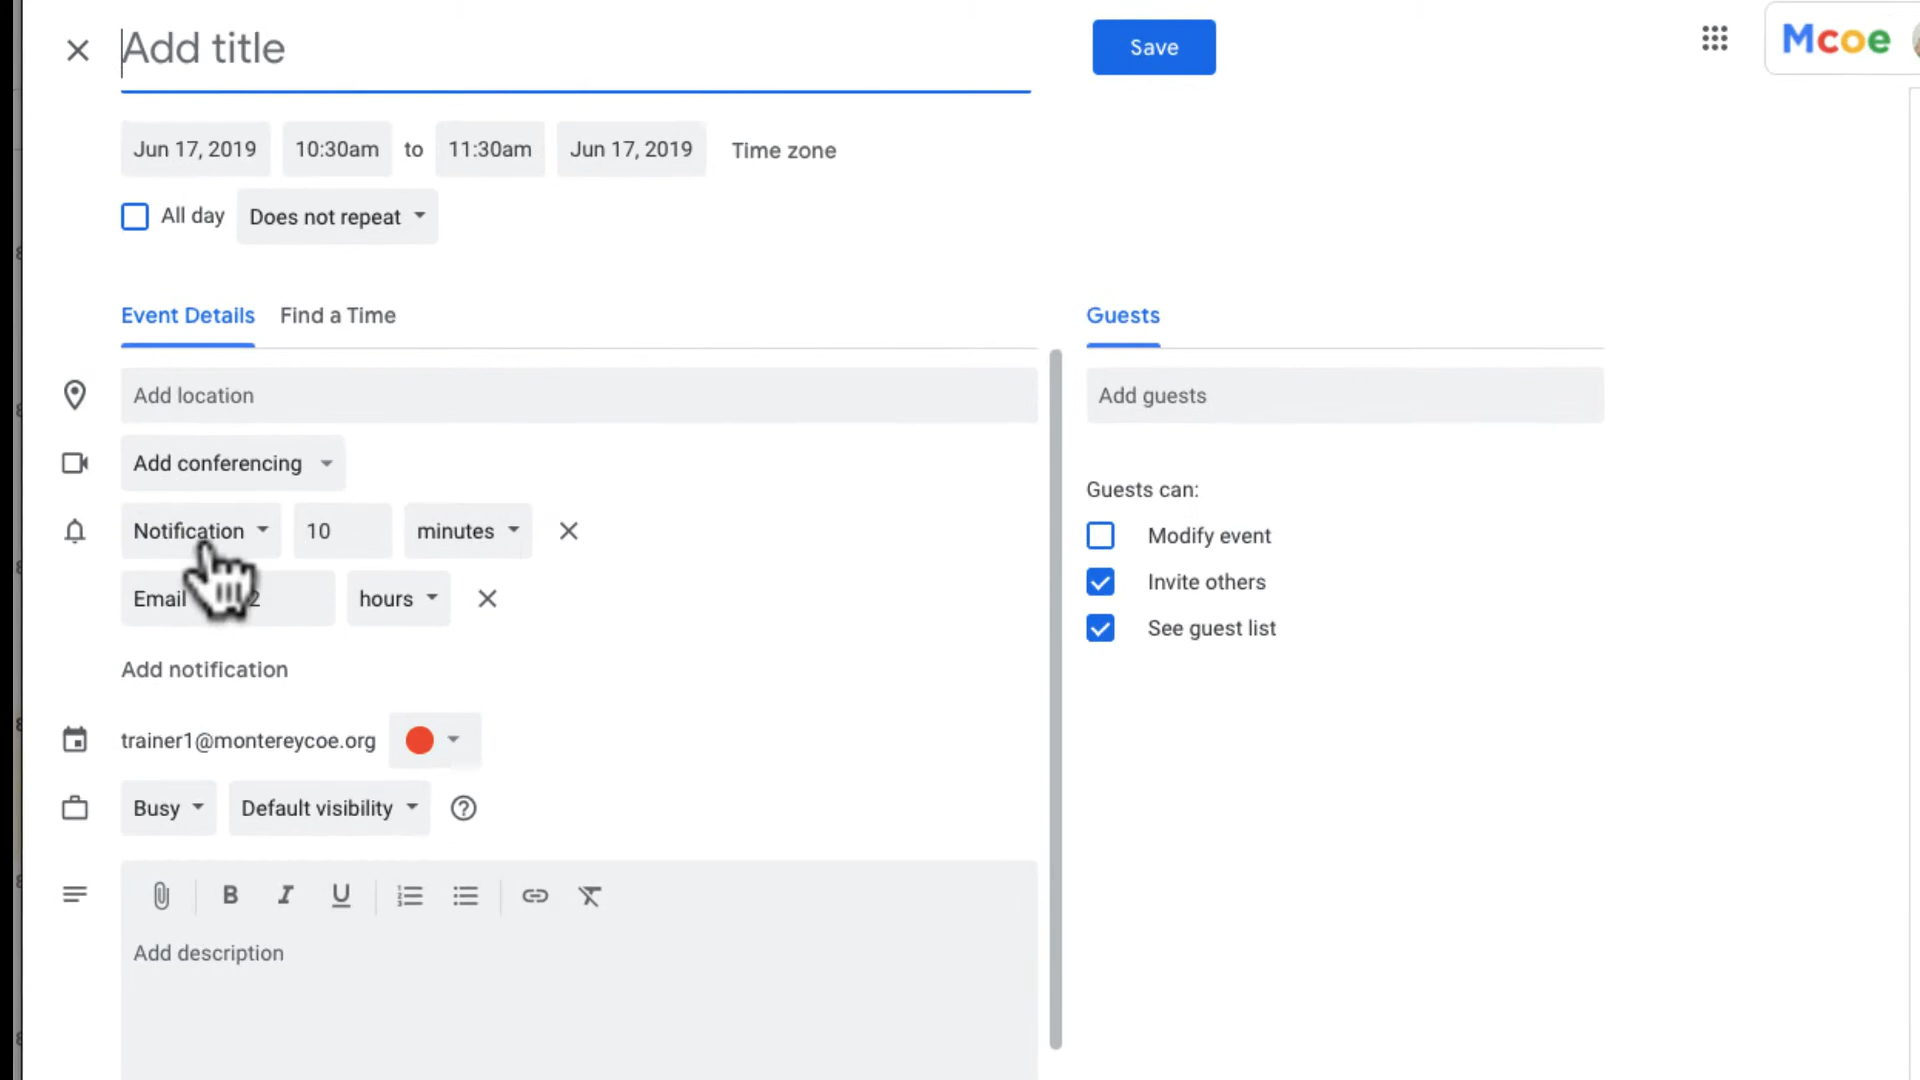 Add title
Save
Mcoe
Jun 17, 2019 10:30am to 11:30am Jun 17, 2019 Time zone
All day Does not repeat
Event Details Find a Time
Guests
Add location
Add guests
Add conferencing
Guests can:
Notification 10 minutes
Modify event
Email 2 hours
Invite others
See guest list
Add notification
trainer1@montereycoe.org
Busy Default visibility
B I U
Add description